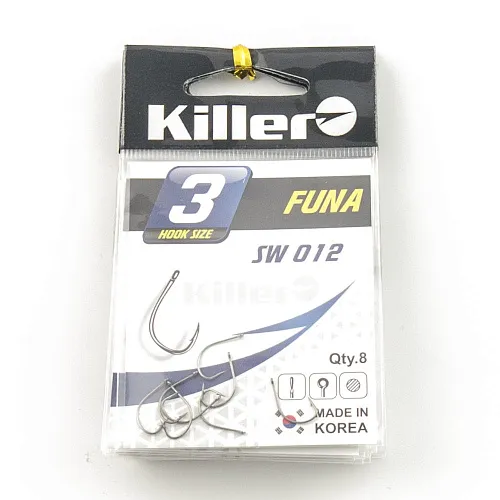 Killer
3
HOOK SIZE
FUNA
SW 012
Killer
Qty.8
MADE IN
KOREA